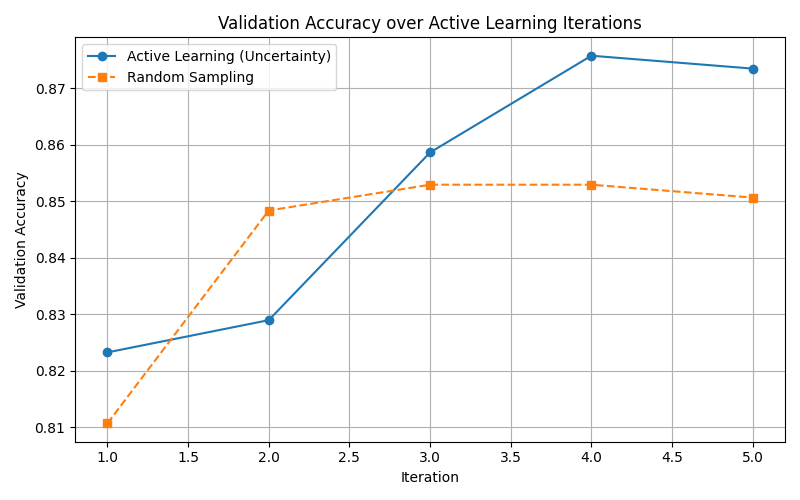 Validation Accuracy over Active Learning Iterations
Active Learning (Uncertainty)
Random Sampling
Validation Accuracy
0.87
0.86
0.85
0.84
0.83
0.82
0.81
1.0 1.5 2.0 2.5 3.0 3.5 4.0 4.5 5.0
Iteration